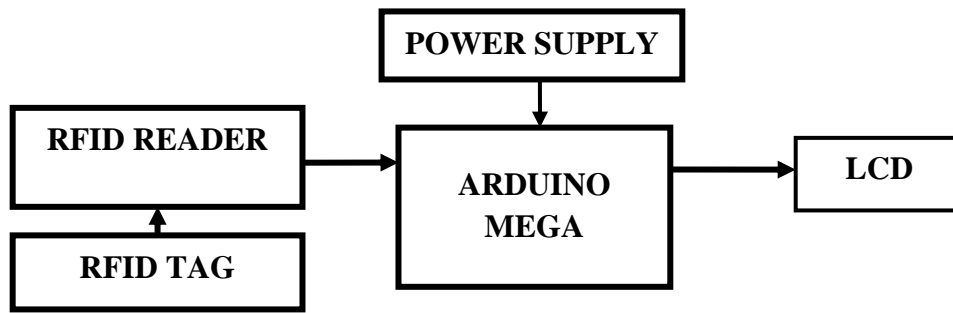 POWER SUPPLY
RFID READER
ARDUINO
MEGA
LCD
RFID TAG